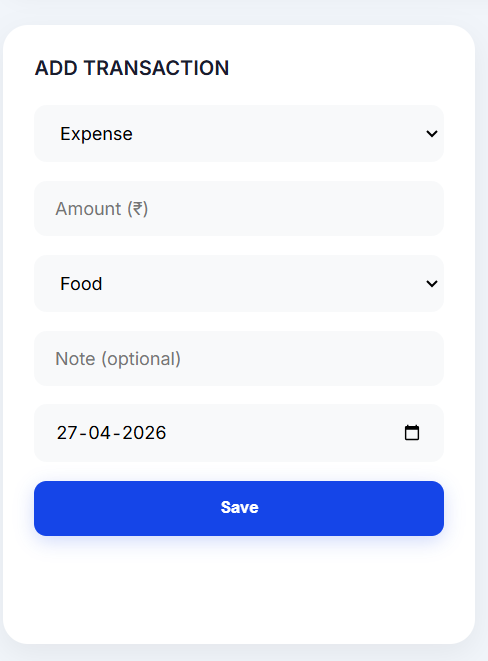 ADD TRANSACTION
Expense
Amount (₹)
Food
Note (optional)
27-04-2026
Save